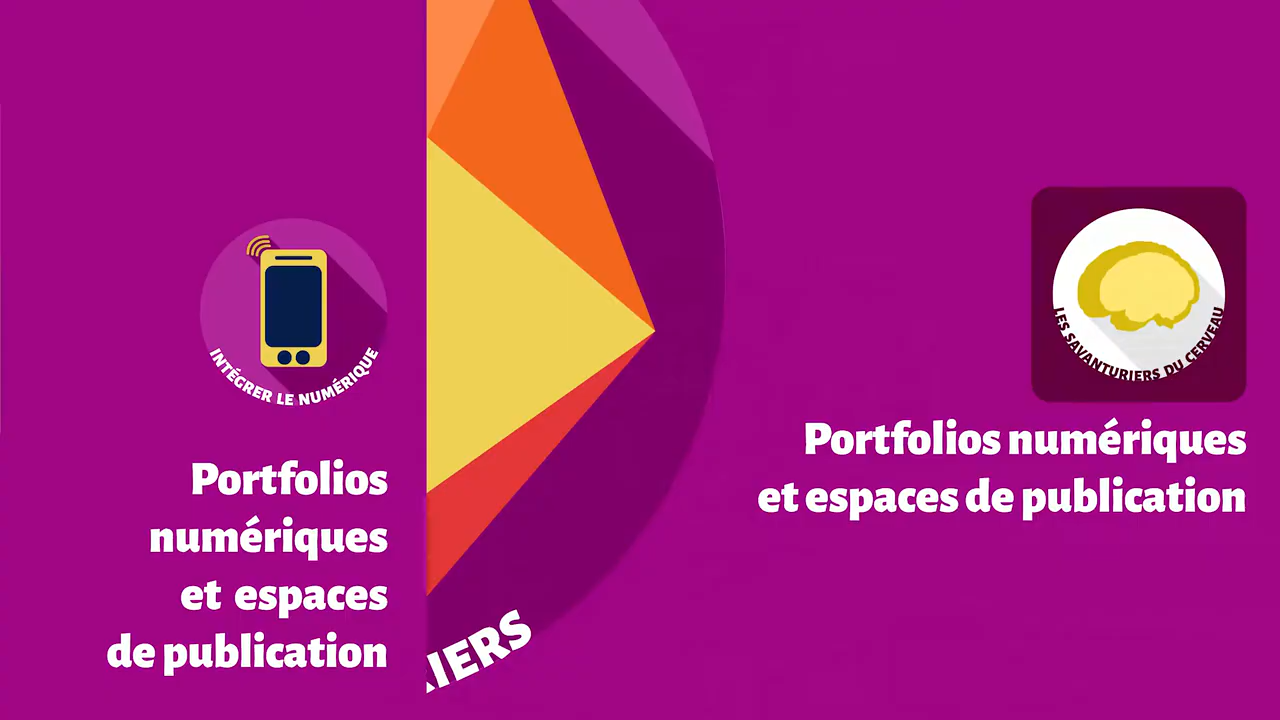 INTÉGRER LE NUMÉRIQUE
Portfolios
numériques
et espaces
de publication
IERS
LES SAVANTURIERS DU CERVEAU
Portfolios numériques
et espaces de publication